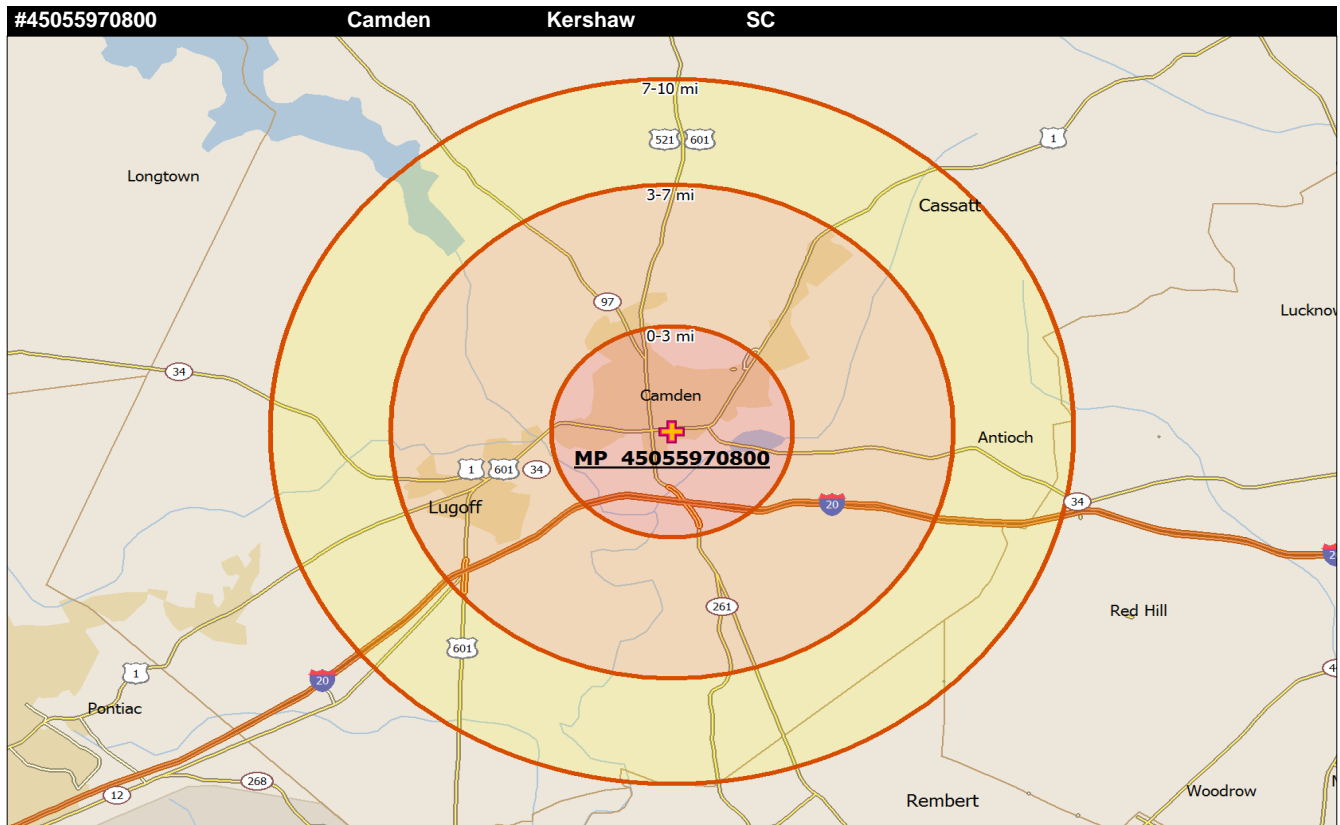 #45055970800 Camden Kershaw SC
7-10 mi
521 601
1
Longtown
3-7 mi
Cassatt
97
0-3 mi
34
Camden
Antioch
MP 45055970800
1 601 34
20
34
Lugoff
261
Red Hill
601
1
20
Pontiac
268
12
Rembert
Woodrow